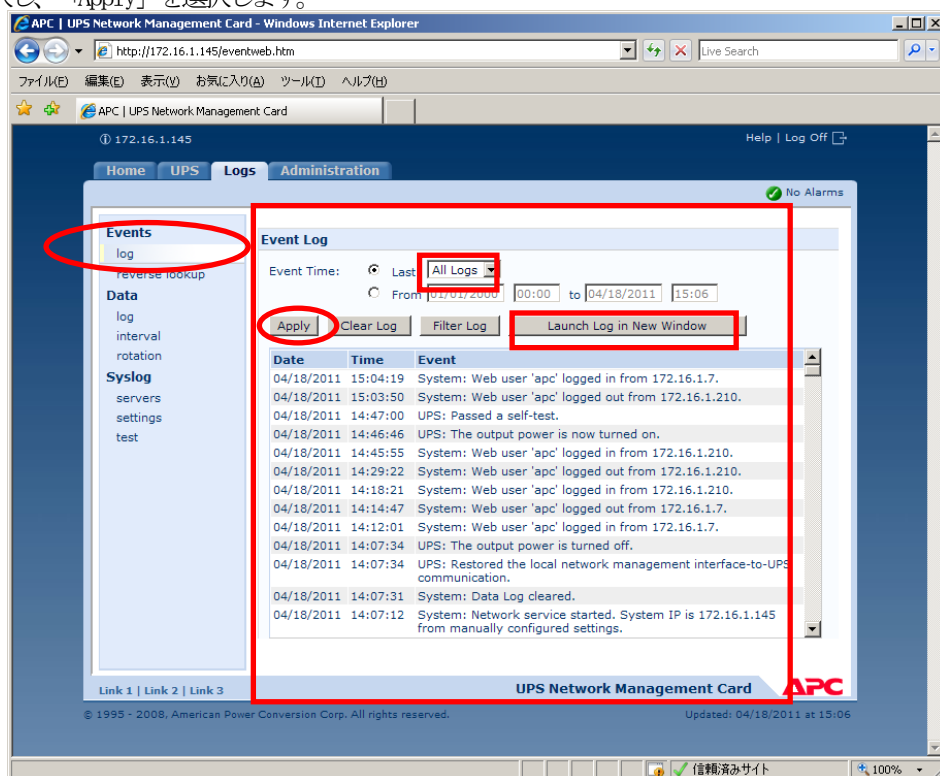 し、「Apply」を選択します。
APC | UPS Network Management Card - Windows Internet Explorer
http://172.16.1.145/eventweb.htm
Live Search
ファイル(F) 編集(E) 表示(V) お気に入り(A) ツール(T) ヘルプ(H)
APC | UPS Network Management Card
172.16.1.145
Help | Log Off
Home UPS Logs Administration
No Alarms
Events
log
reverse lookup
Data
log
interval
rotation
Syslog
servers
settings
test
Event Log
Event Time: Last All Logs
From 01/01/2000 00:00 to 04/18/2011 15:06
Apply Clear Log Filter Log Launch Log in New Window
Date Time Event
04/18/2011 15:04:19 System: Web user 'apc' logged in from 172.16.1.7.
04/18/2011 15:03:50 System: Web user 'apc' logged out from 172.16.1.210.
04/18/2011 14:47:00 UPS: Passed a self-test.
04/18/2011 14:46:46 UPS: The output power is now turned on.
04/18/2011 14:45:55 System: Web user 'apc' logged in from 172.16.1.210.
04/18/2011 14:29:22 System: Web user 'apc' logged out from 172.16.1.210.
04/18/2011 14:18:21 System: Web user 'apc' logged in from 172.16.1.210.
04/18/2011 14:14:47 System: Web user 'apc' logged out from 172.16.1.7.
04/18/2011 14:12:01 System: Web user 'apc' logged in from 172.16.1.7.
04/18/2011 14:07:34 UPS: The output power is turned off.
04/18/2011 14:07:34 UPS: Restored the local network management interface-to-UPS
communication.
04/18/2011 14:07:31 System: Data Log cleared.
04/18/2011 14:07:12 System: Network service started. System IP is 172.16.1.145
from manually configured settings.
Link 1 | Link 2 | Link 3
UPS Network Management Card
APC
© 1995 - 2008, American Power Conversion Corp. All rights reserved.
Updated: 04/18/2011 at 15:06
信頼済みサイト
100%